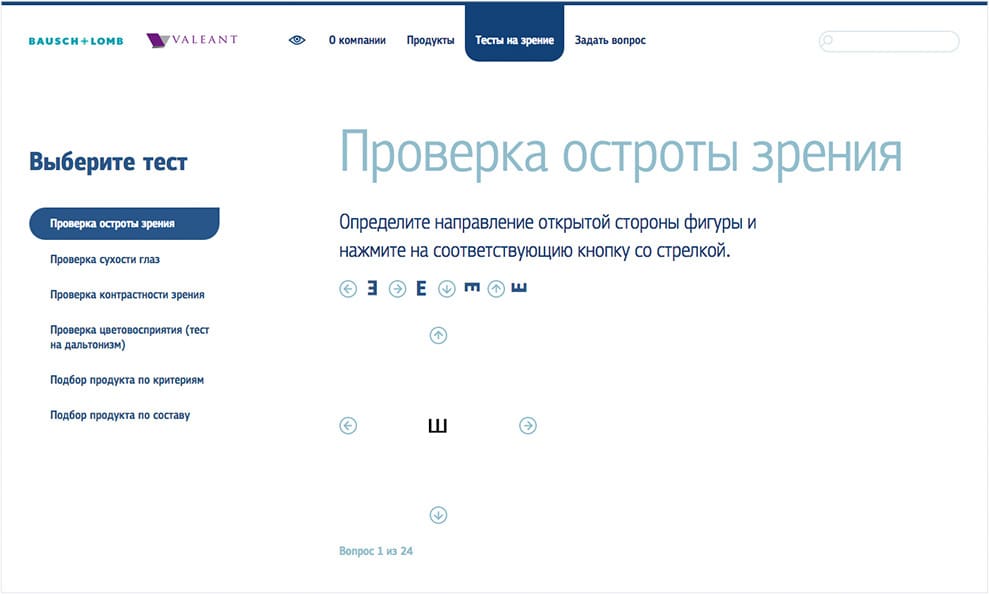 BAUSCH+LOMB VALEANT О компании Продукты Тесты на зрение Задать вопрос
Выберите тест
Проверка остроты зрения
Проверка сухости глаз
Проверка контрастности зрения
Проверка цветовосприятия (тест
на дальтонизм)
Подбор продукта по критериям
Подбор продукта по составу
Проверка остроты зрения
Определите направление открытой стороны фигуры и
нажмите на соответствующию кнопку со стрелкой.
← Э → Е ↓ E ↑ Ш
↑
← Ш →
↓
Вопрос 1 из 24